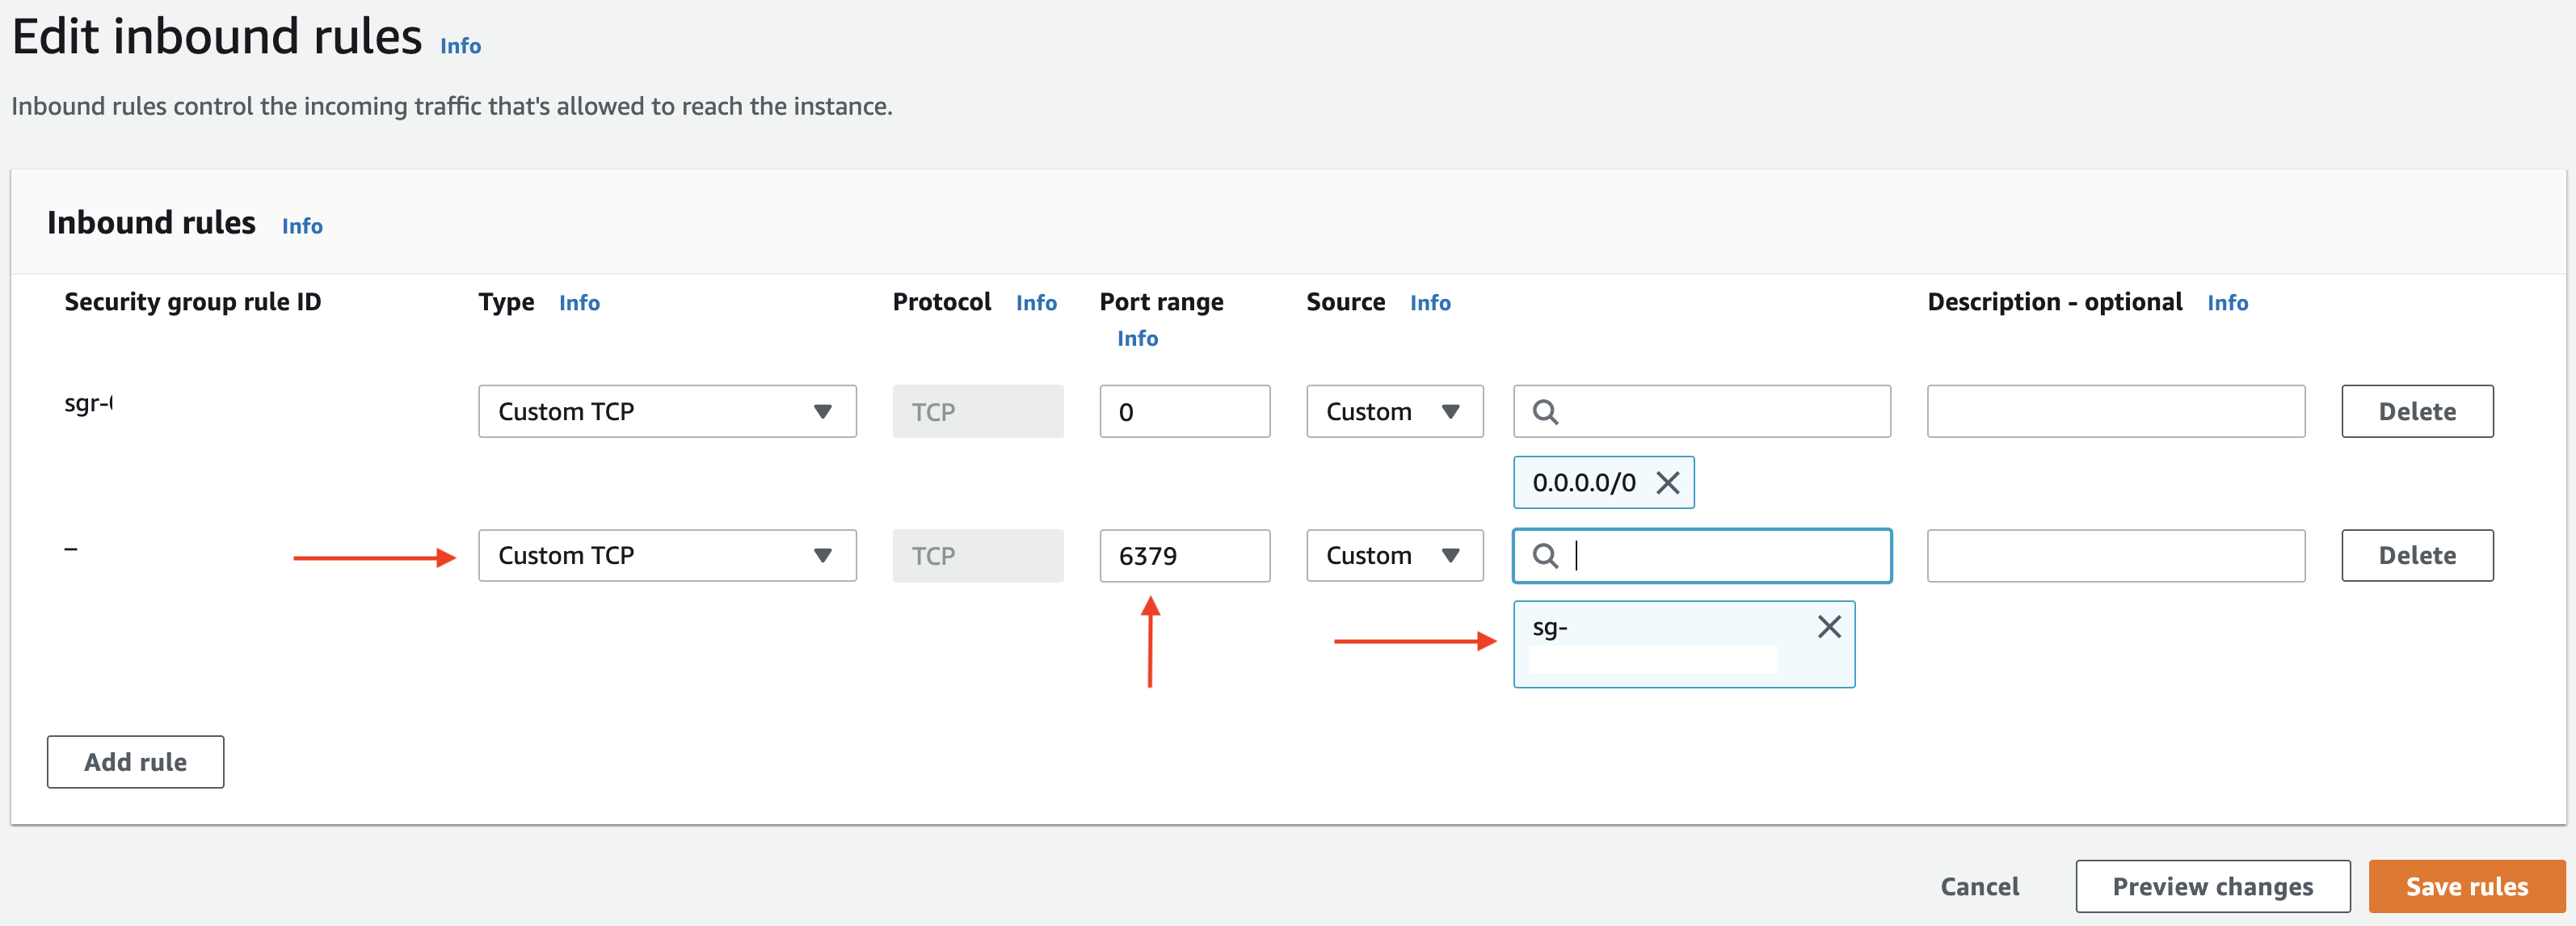 Edit inbound rules Info
Inbound rules control the incoming traffic that's allowed to reach the instance.
Inbound rules Info
Security group rule ID Type Info Protocol Info Port range Info Source Info Description - optional Info
sgr- Custom TCP TCP 0 Custom Delete
0.0.0.0/0
– Custom TCP TCP 6379 Custom Delete
sg-
Add rule
Cancel Preview changes Save rules